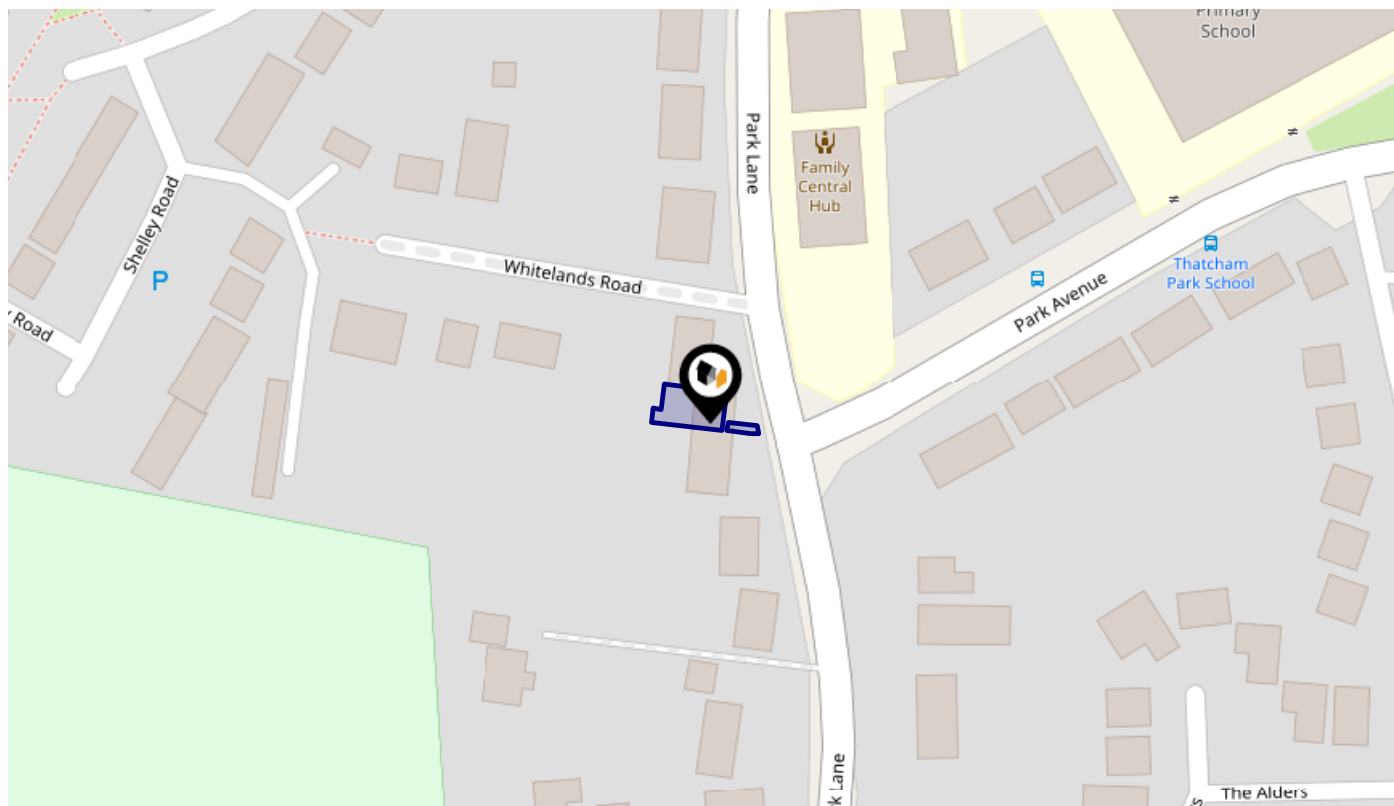 Primary
School
Park Lane
Family
Central
Hub
Shelley Road
P
Thatcham
Park School
Whitelands Road
Park Avenue
Road
Lane
The Alders